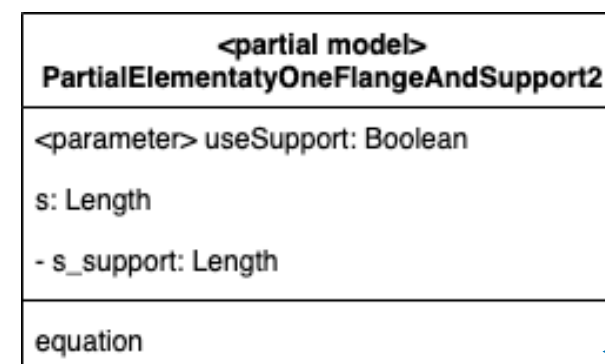 <partial model>
PartialElementatyOneFlangeAndSupport2
<parameter> useSupport: Boolean
s: Length
- s_support: Length
equation